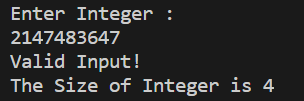 Enter Integer :
2147483647
Valid Input!
The Size of Integer is 4